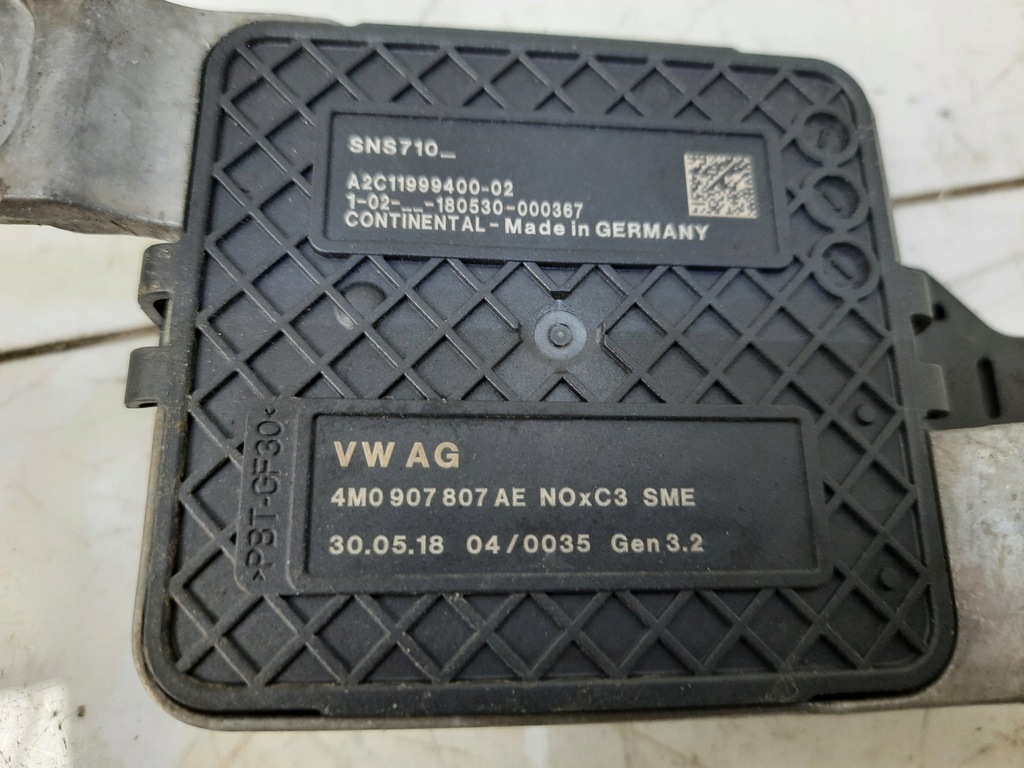 SNS710_
A2C11999400-02
1-02-__-180530-000367
CONTINENTAL - Made in GERMANY
>PBT-GF30<
VW AG
4M0 907 807 AE NOxC3 SME
30.05.18 04/0035 Gen 3.2